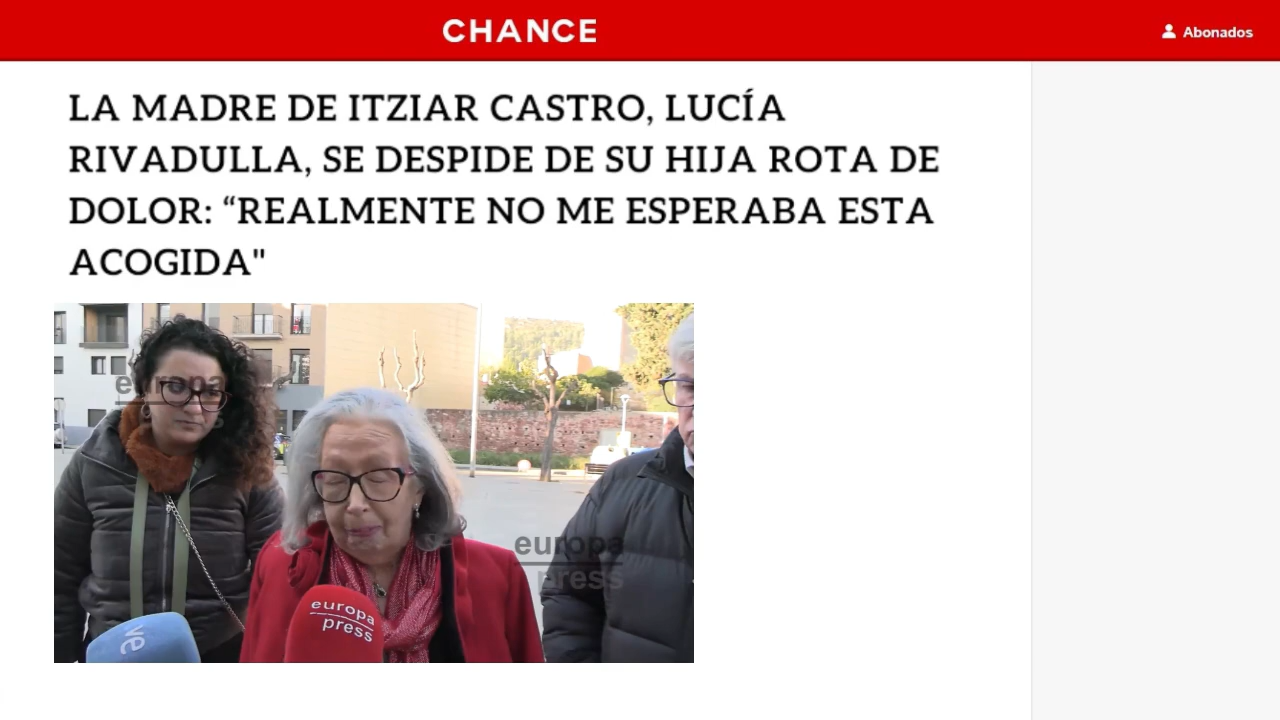 CHANCE
Abonados
LA MADRE DE ITZIAR CASTRO, LUCÍA
RIVADULLA, SE DESPIDE DE SU HIJA ROTA DE
DOLOR: “REALMENTE NO ME ESPERABA ESTA
ACOGIDA"
europa
s
europa
press
europa
press
ve